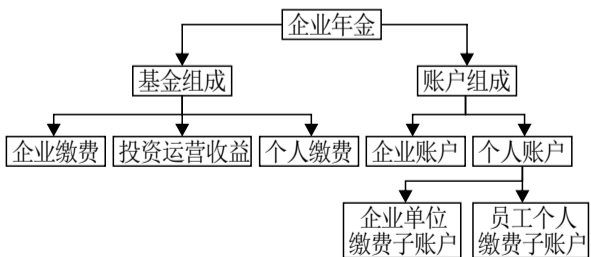 企业年金
基金组成
账户组成
企业缴费
投资运营收益
个人缴费
企业账户
个人账户
企业单位
缴费子账户
员工个人
缴费子账户